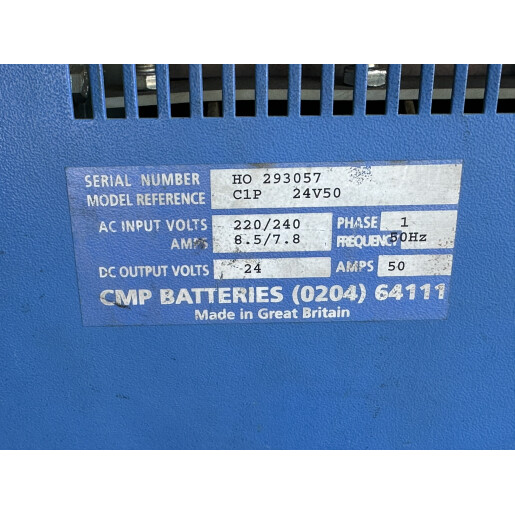 SERIAL NUMBER HO 293057
MODEL REFERENCE C1P 24V50
AC INPUT VOLTS 220/240 PHASE 1
AMPS 8.5/7.8 FREQUENCY 50Hz
DC OUTPUT VOLTS 24 AMPS 50
CMP BATTERIES (0204) 64111
Made in Great Britain